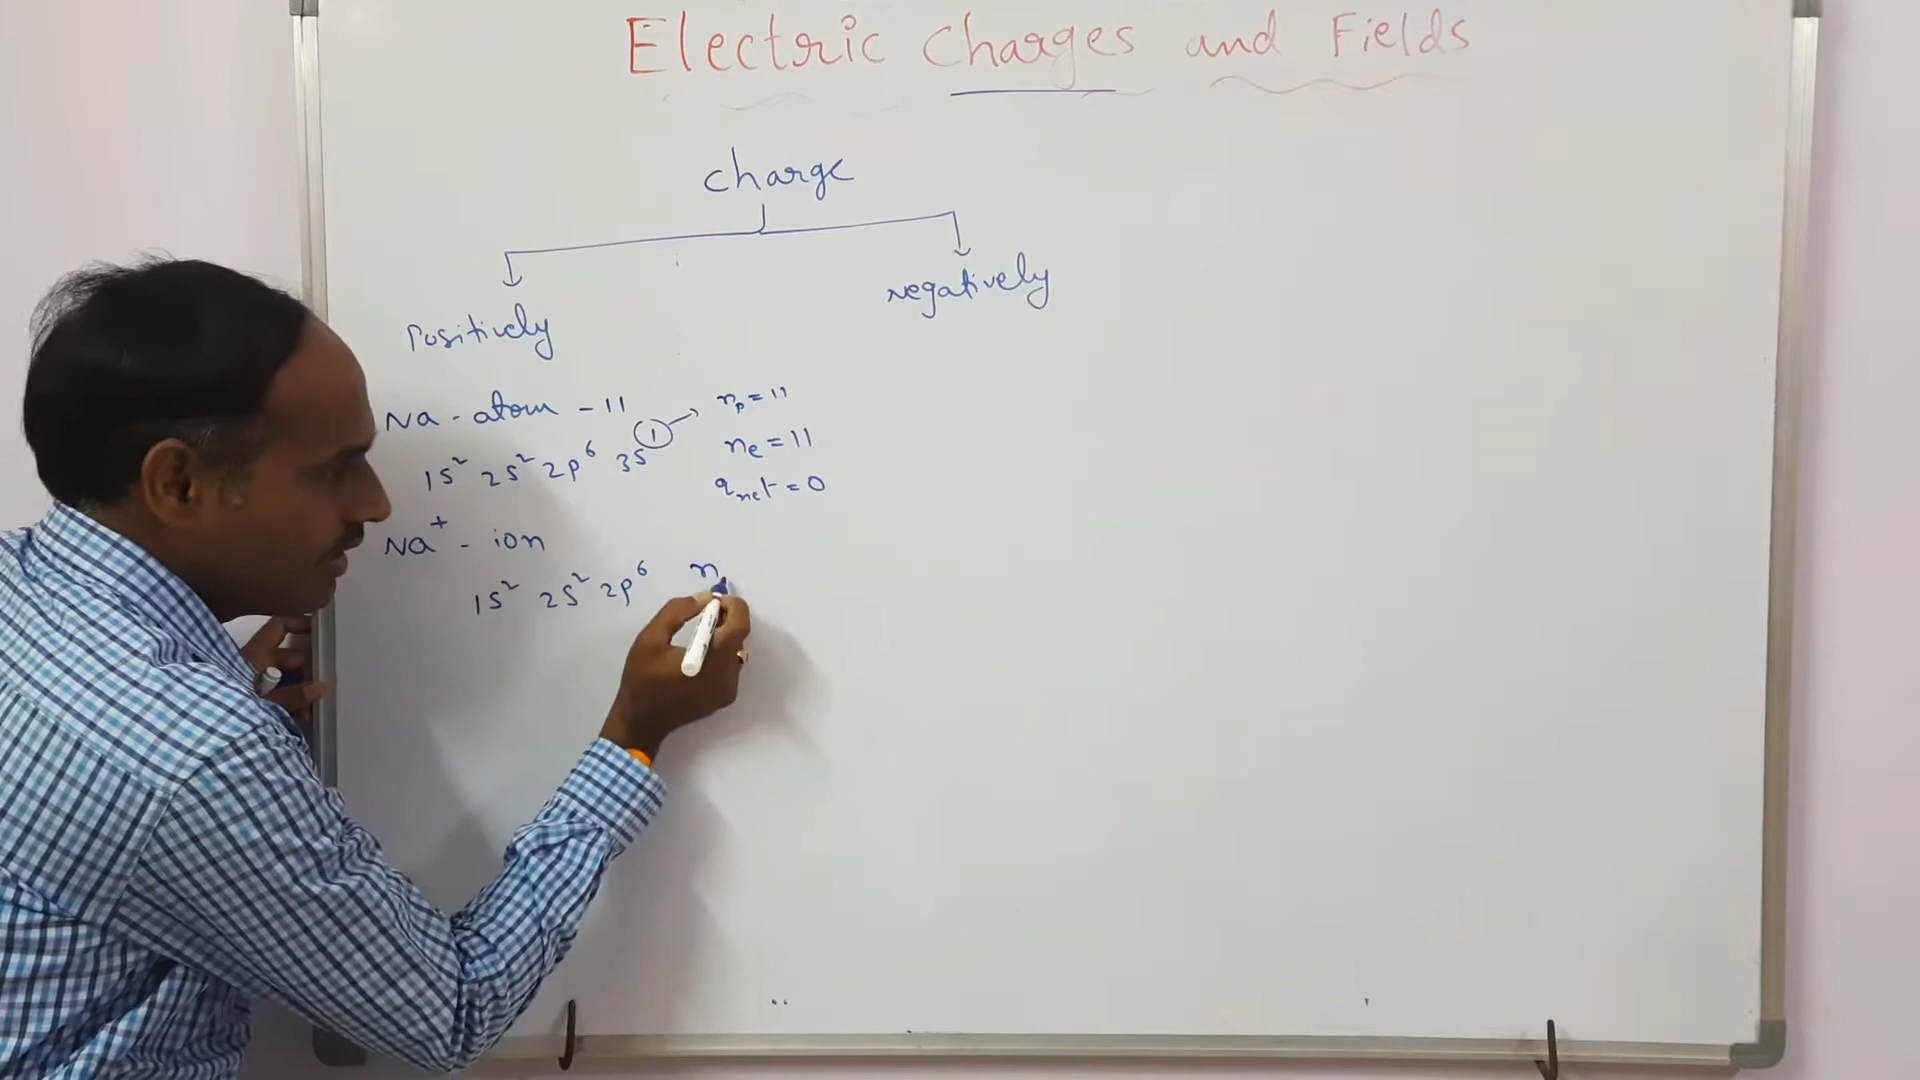 Electric Charges and Fields
charge
Positively
negatively
Na - atom - 11
1s² 2s² 2p⁶ 3s¹ → nₚ = 11
nₑ = 11
q_net = 0
Na⁺ - ion
1s² 2s² 2p⁶ n